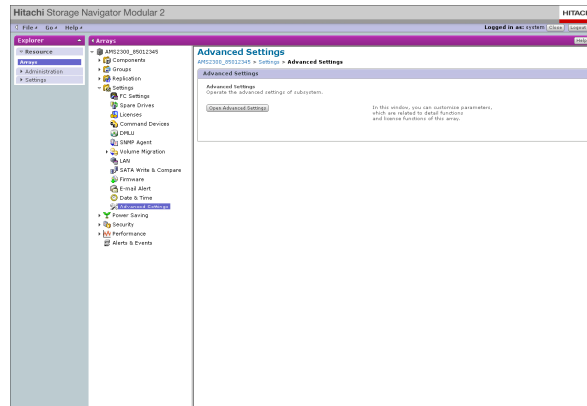 Hitachi Storage Navigator Modular 2
HITACHI
File Go Help
Logged in as: system Close Logout
Explorer
Resource
Arrays
Administration
Settings
Arrays
Help
AMS2300_85012345
Components
Groups
Replication
Settings
FC Settings
Spare Drives
Licenses
Command Devices
DMLU
SNMP Agent
Volume Migration
LAN
SATA Write & Compare
Firmware
E-mail Alert
Date & Time
Advanced Settings
Power Saving
Security
Performance
Alerts & Events
Advanced Settings
AMS2300_85012345 > Settings > Advanced Settings
Advanced Settings
Advanced Settings
Operate the advanced settings of subsystem.
Open Advanced Settings
In this window, you can customize parameters,
which are related to detail functions
and license functions of this array.